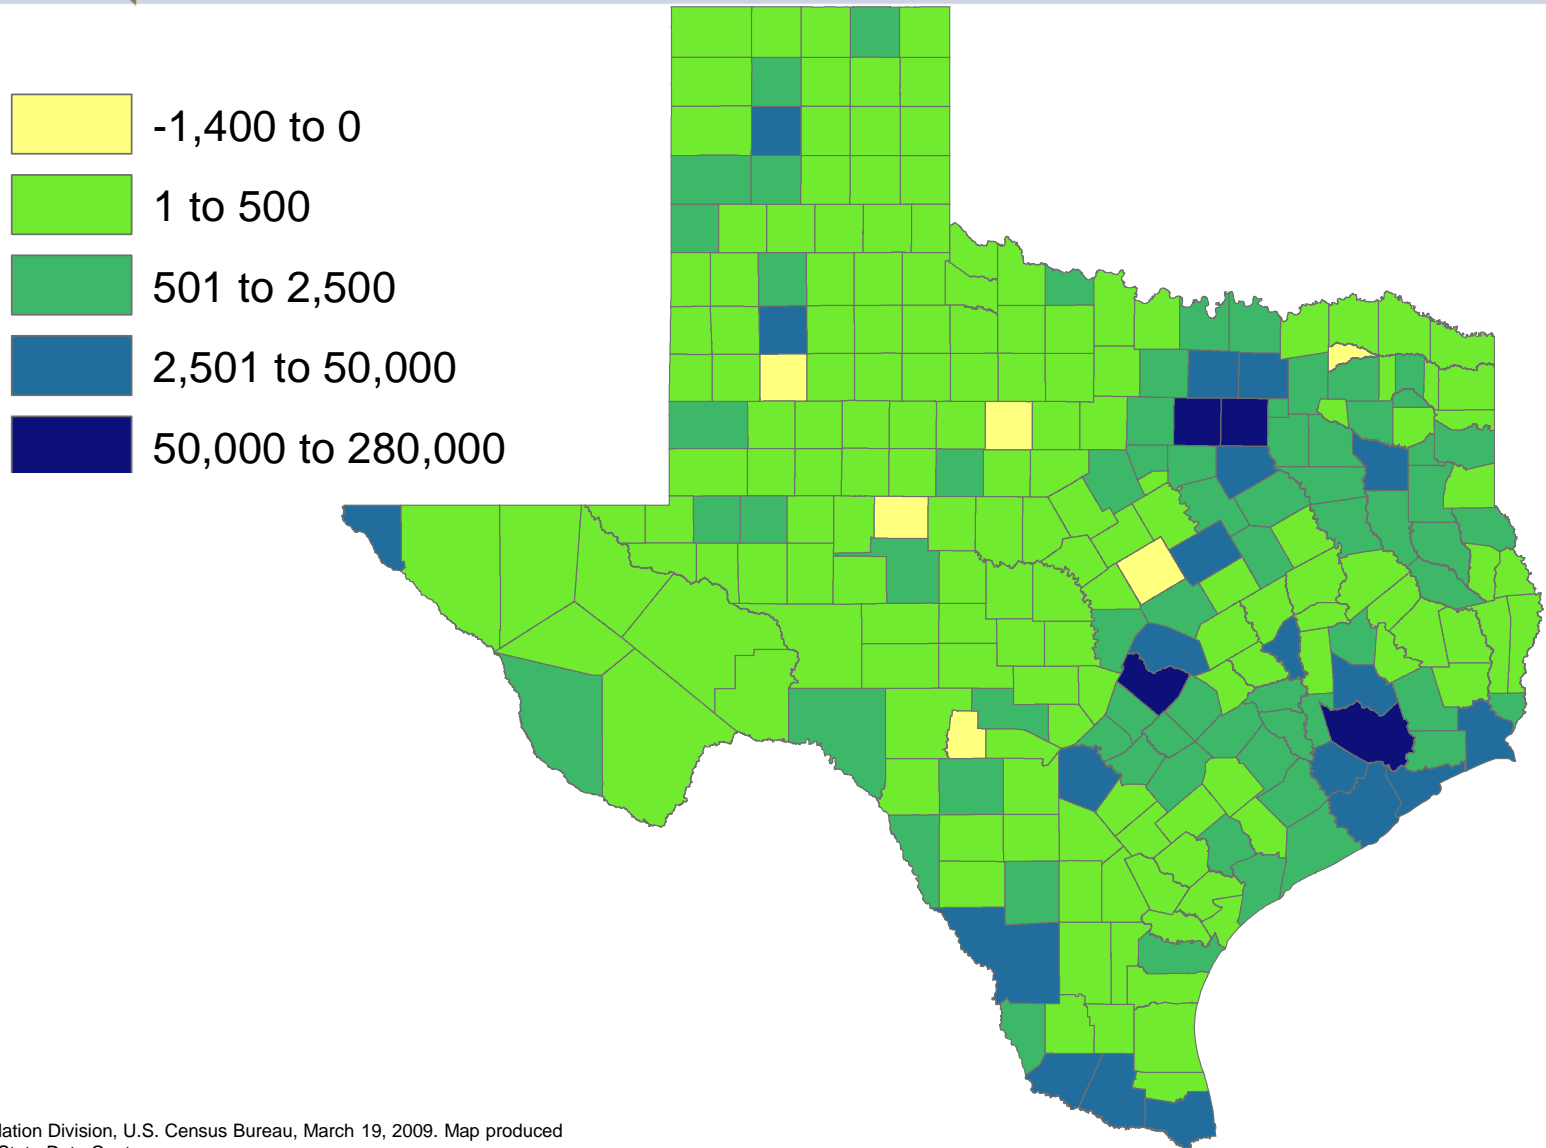 -1,400 to 0
1 to 500
501 to 2,500
2,501 to 50,000
50,000 to 280,000
Division, U.S. Census Bureau, March 19, 2009. Map produced